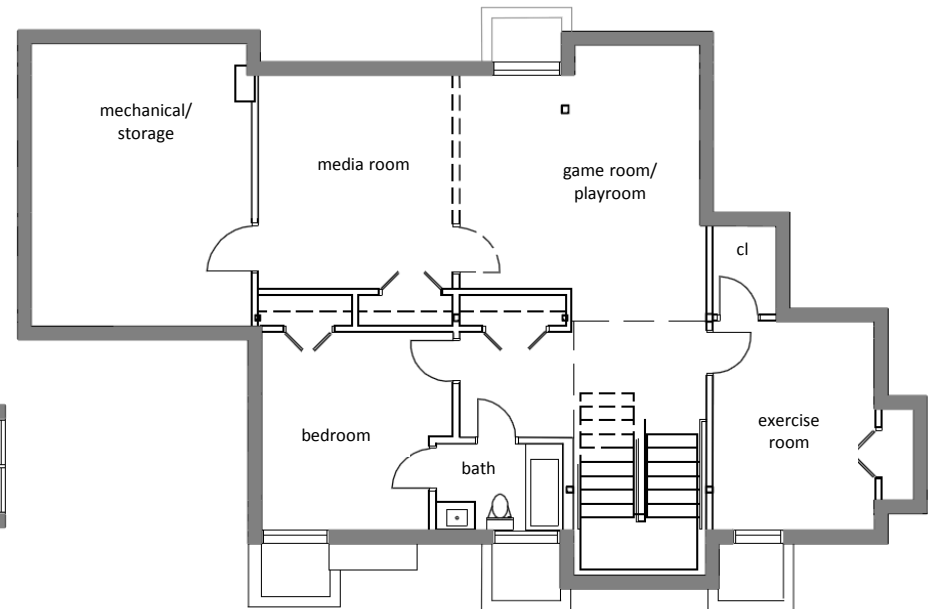 mechanical/
storage
media room
game room/
playroom
cl
exercise
room
bedroom
bath